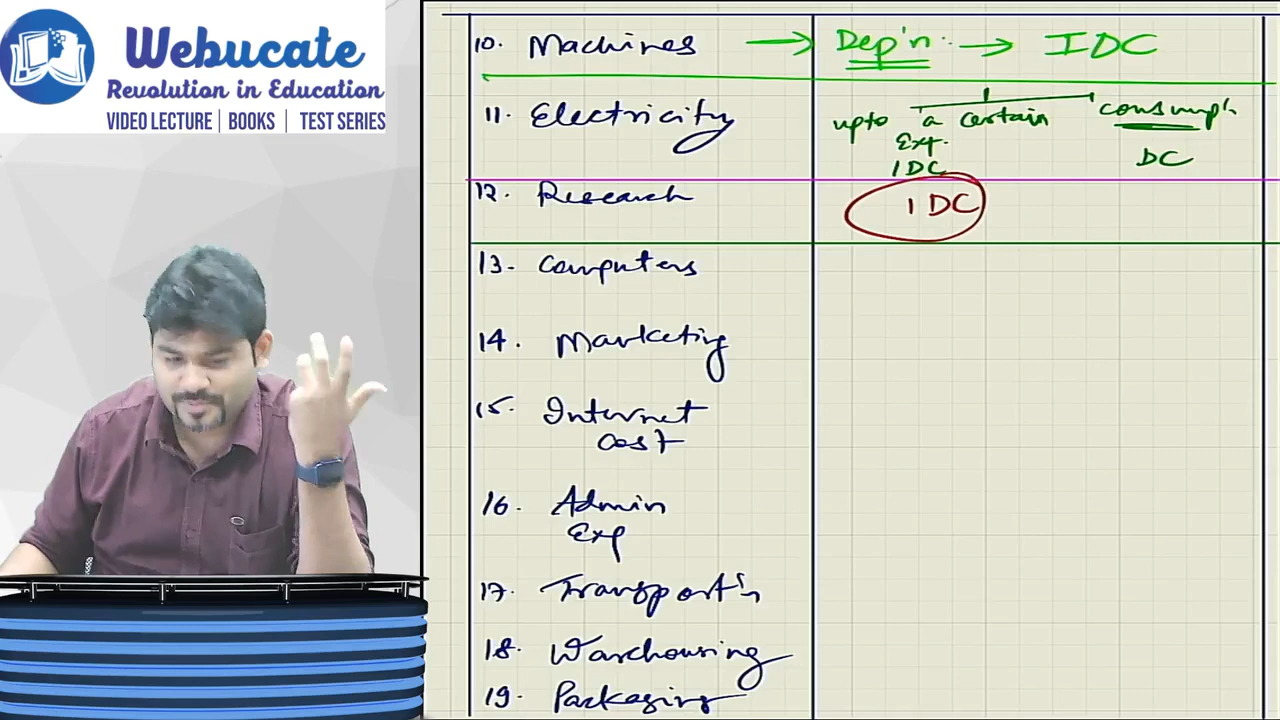 Webucate
Revolution in Education
VIDEO LECTURE | BOOKS | TEST SERIES
10. Machines → Dep'n. → IDC
11. Electricity upto a certain Exp. IDC consump'n DC
12. Research IDC
13. Computers
14. Marketing
15. Internet
Cost
16. Admin
Exp
17. Transport'n
18. Warehousing
19. Packaging